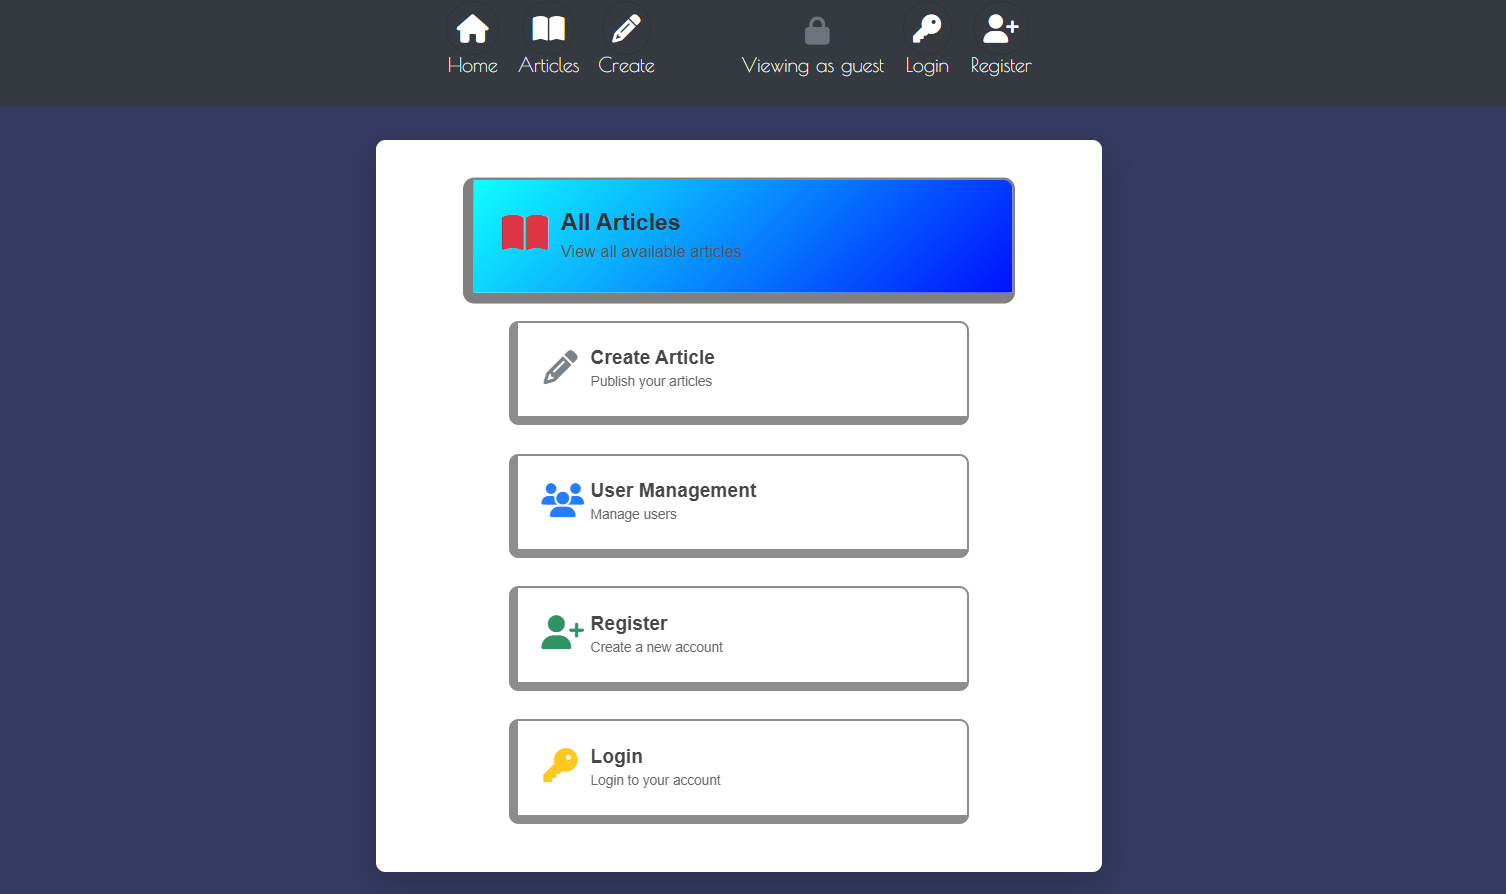 Home Articles Create Viewing as guest Login Register
All Articles
View all available articles
Create Article
Publish your articles
User Management
Manage users
Register
Create a new account
Login
Login to your account